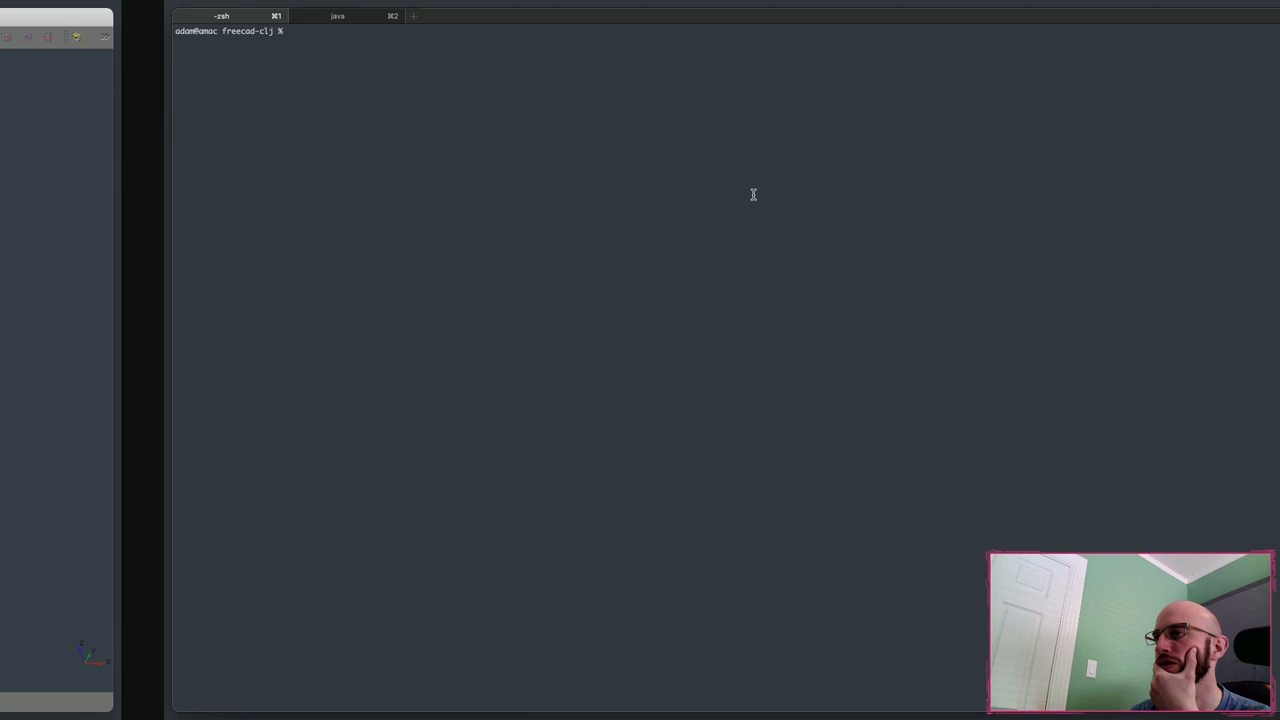 -zsh ⌘1 java ⌘2 +
adam@amac freecad-clj %
Z
Y
X